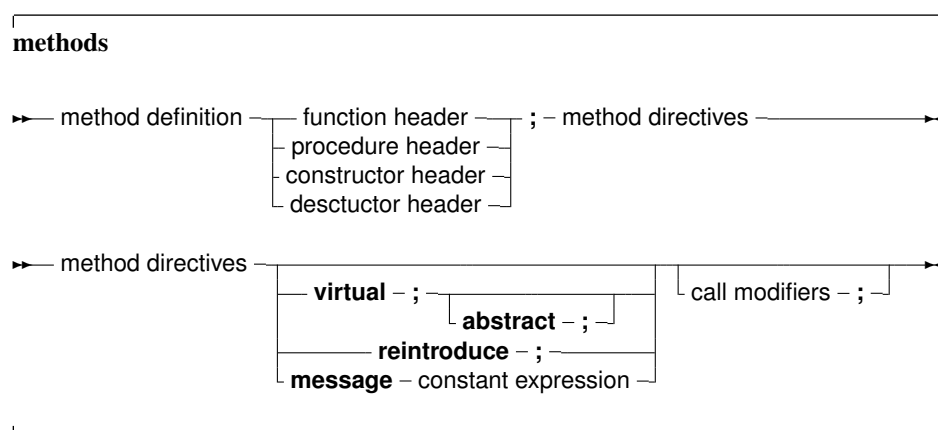 methods
method definition function header ; method directives
procedure header
constructor header
desctuctor header
method directives
virtual ; call modifiers ;
abstract ;
reintroduce ;
message constant expression